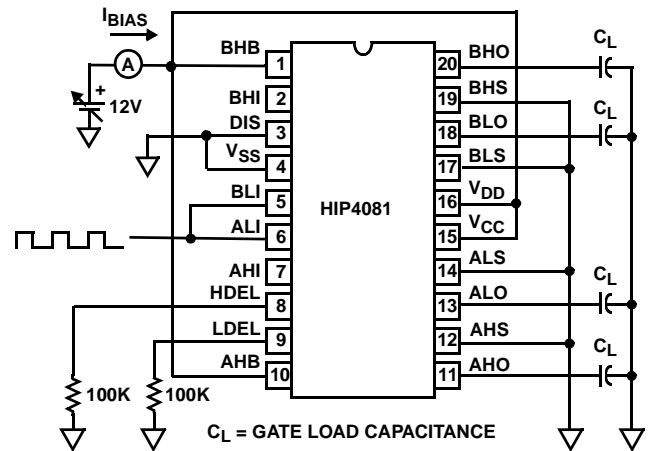 I_BIAS
A
+
12V
BHB 1
BHI 2
DIS 3
V_SS 4
BLI 5
ALI 6
AHI 7
HDEL 8
LDEL 9
AHB 10
HIP4081
20 BHO
19 BHS
18 BLO
17 BLS
16 V_DD
15 V_CC
14 ALS
13 ALO
12 AHS
11 AHO
C_L
C_L
C_L
C_L
100K
100K
C_L = GATE LOAD CAPACITANCE